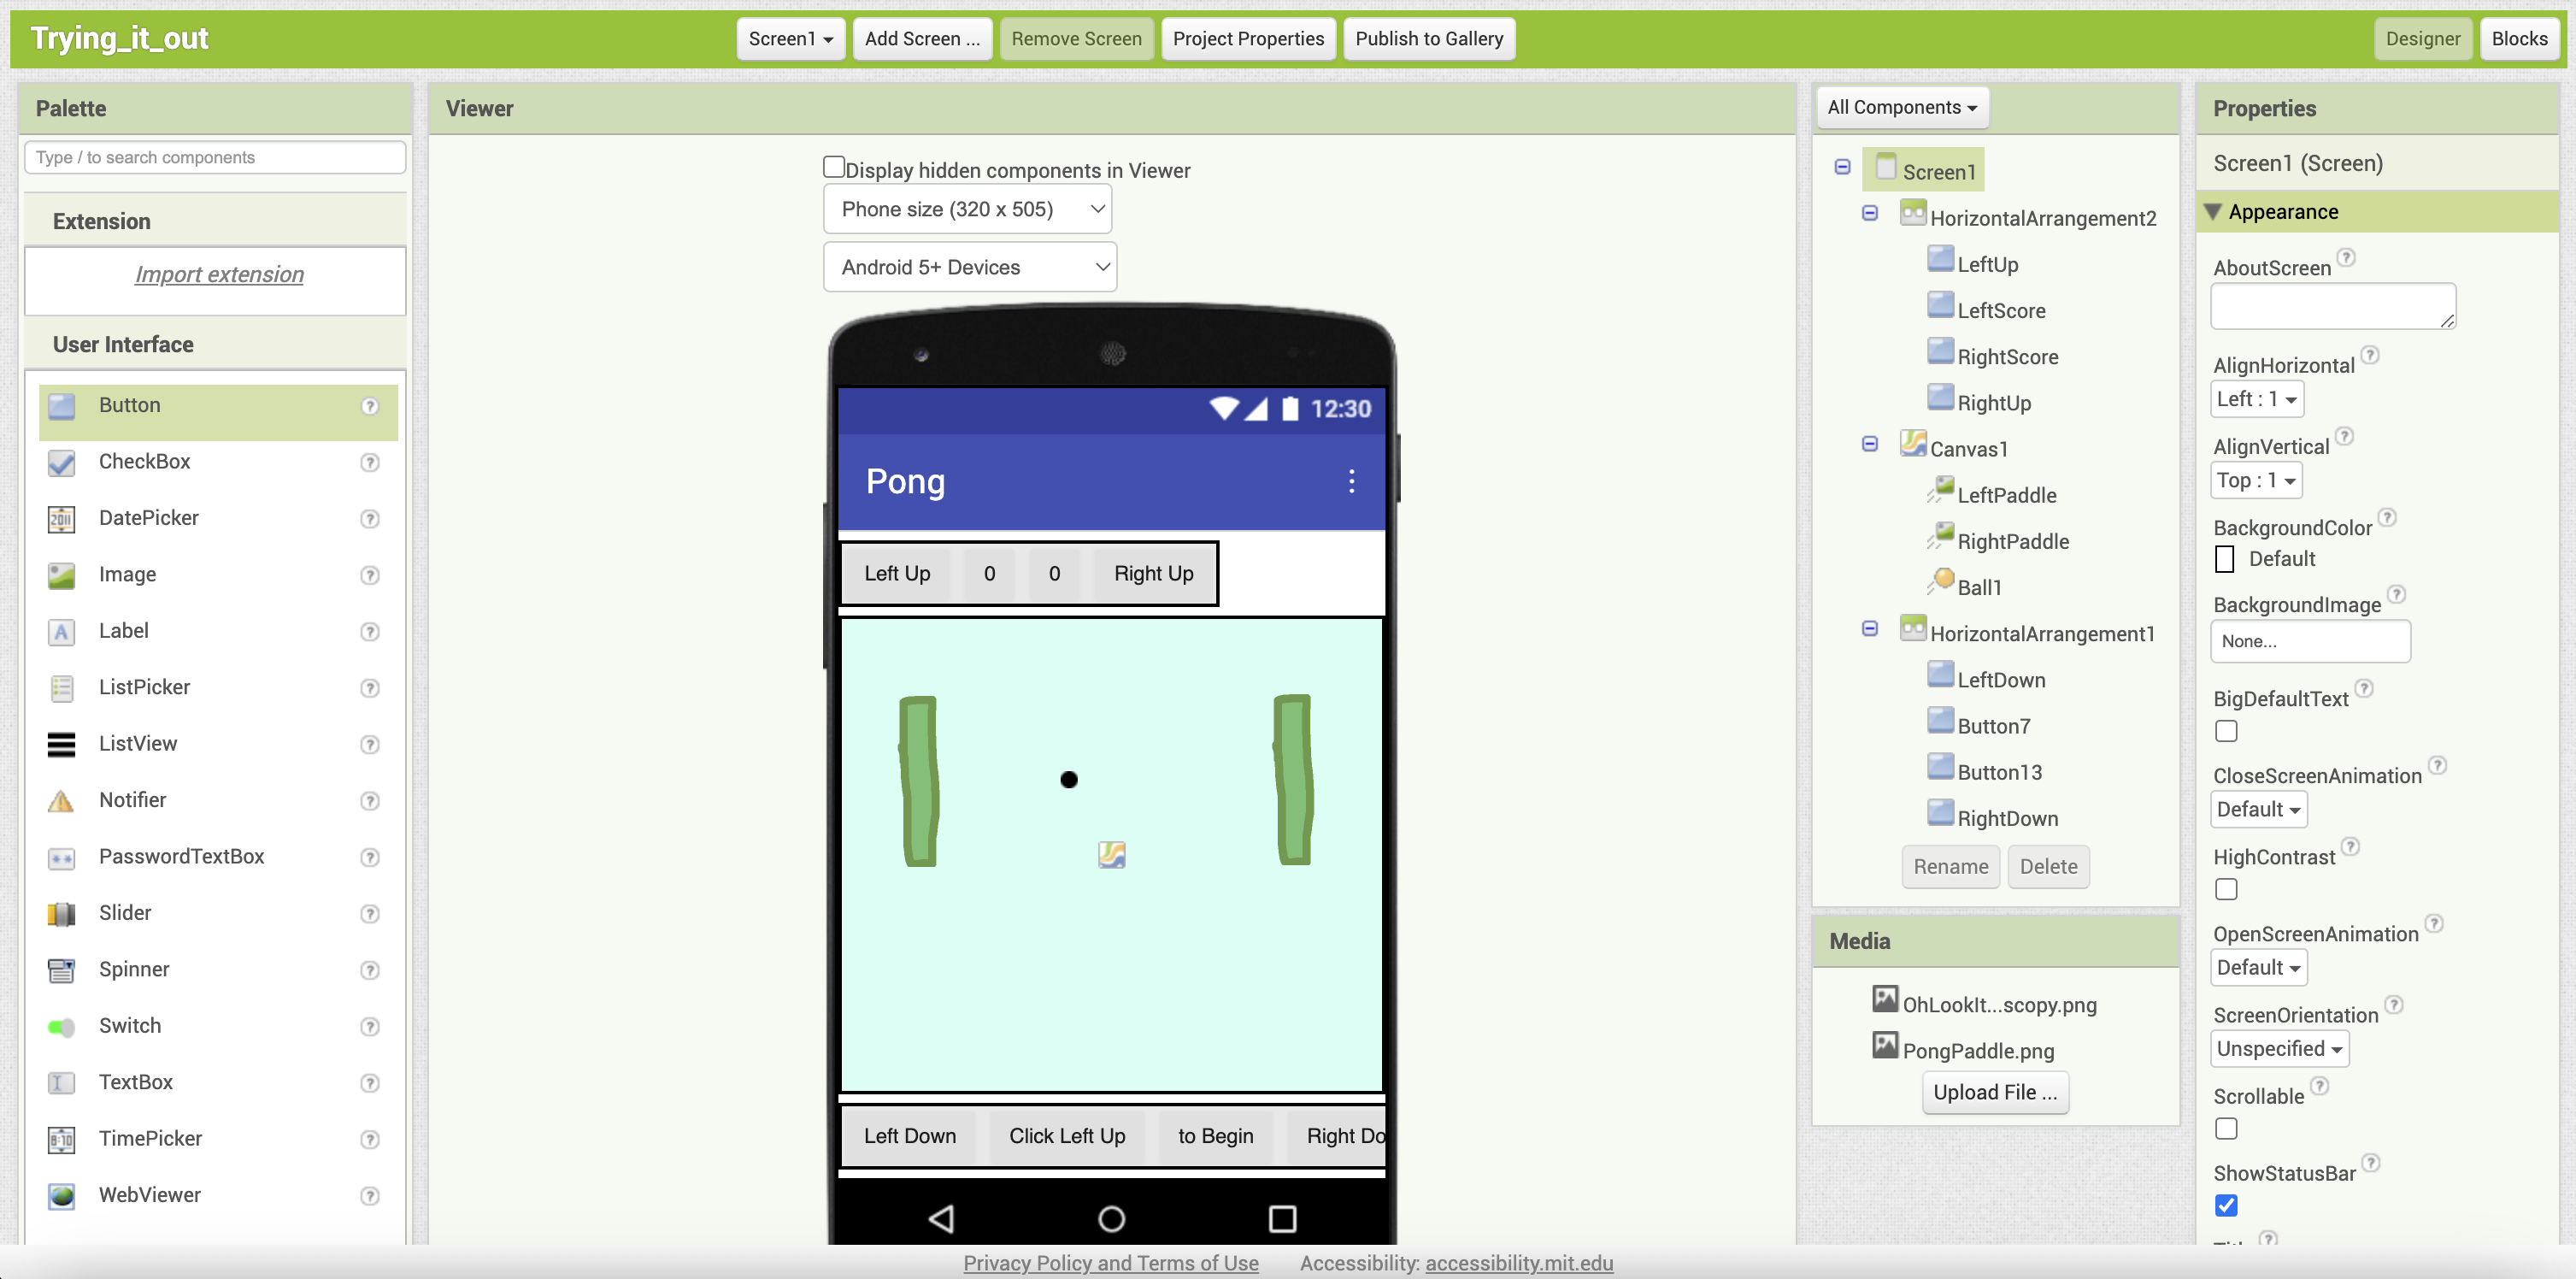 Trying_it_out
Screen1
Add Screen ...
Remove Screen
Project Properties
Publish to Gallery
Designer
Blocks
Palette
Type / to search components
Extension
Import extension
User Interface
Button
CheckBox
DatePicker
Image
Label
ListPicker
ListView
Notifier
PasswordTextBox
Slider
Spinner
Switch
TextBox
TimePicker
WebViewer
Viewer
Display hidden components in Viewer
Phone size (320 x 505)
Android 5+ Devices
12:30
Pong
Left Up 0 0 Right Up
Left Down Click Left Up to Begin Right Do
All Components
Screen1
HorizontalArrangement2
LeftUp
LeftScore
RightScore
RightUp
Canvas1
LeftPaddle
RightPaddle
Ball1
HorizontalArrangement1
LeftDown
Button7
Button13
RightDown
Rename
Delete
Media
OhLookIt...scopy.png
PongPaddle.png
Upload File ...
Properties
Screen1 (Screen)
Appearance
AboutScreen
AlignHorizontal
Left : 1
AlignVertical
Top : 1
BackgroundColor
Default
BackgroundImage
None...
BigDefaultText
CloseScreenAnimation
Default
HighContrast
OpenScreenAnimation
Default
ScreenOrientation
Unspecified
Scrollable
ShowStatusBar
Privacy Policy and Terms of Use
Accessibility: accessibility.mit.edu